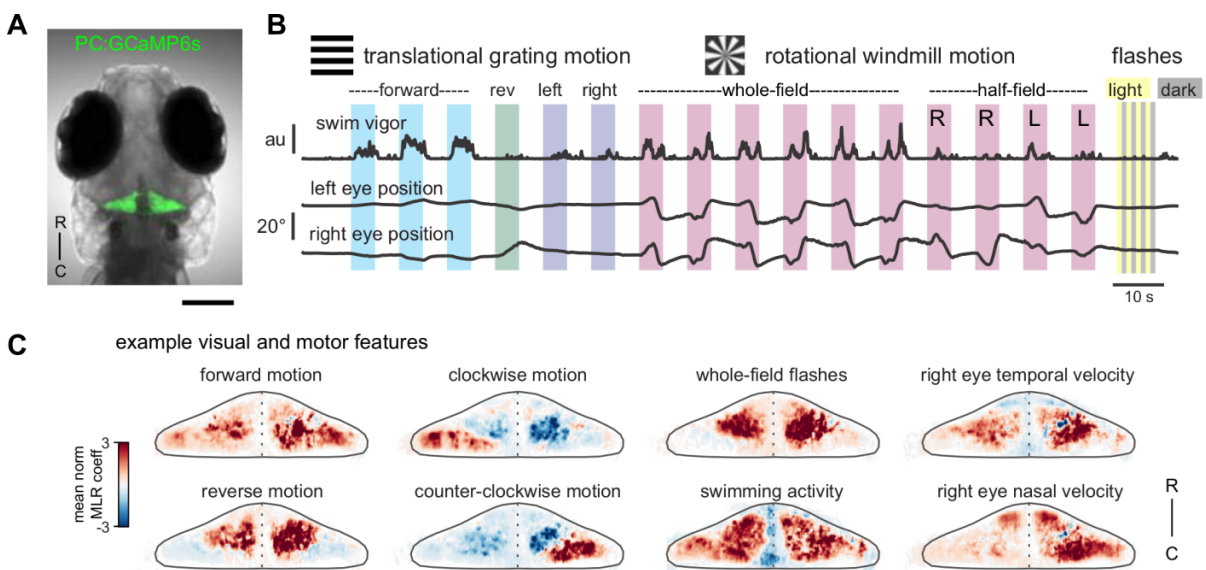 A
PC:GCaMP6s
R
C
B
translational grating motion
rotational windmill motion
flashes
-----forward-----
rev
left
right
---------------whole-field---------------
--------half-field-------
light
dark
au
swim vigor
R
R
L
L
left eye position
20°
right eye position
10 s
C
example visual and motor features
forward motion
clockwise motion
whole-field flashes
right eye temporal velocity
mean norm
MLR coeff
3
-3
reverse motion
counter-clockwise motion
swimming activity
right eye nasal velocity
R
C